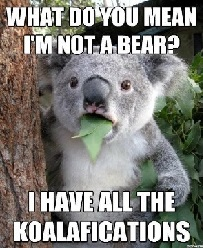 WHAT DO YOU MEAN
I'M NOT A BEAR?
I HAVE ALL THE
KOALAFICATIONS